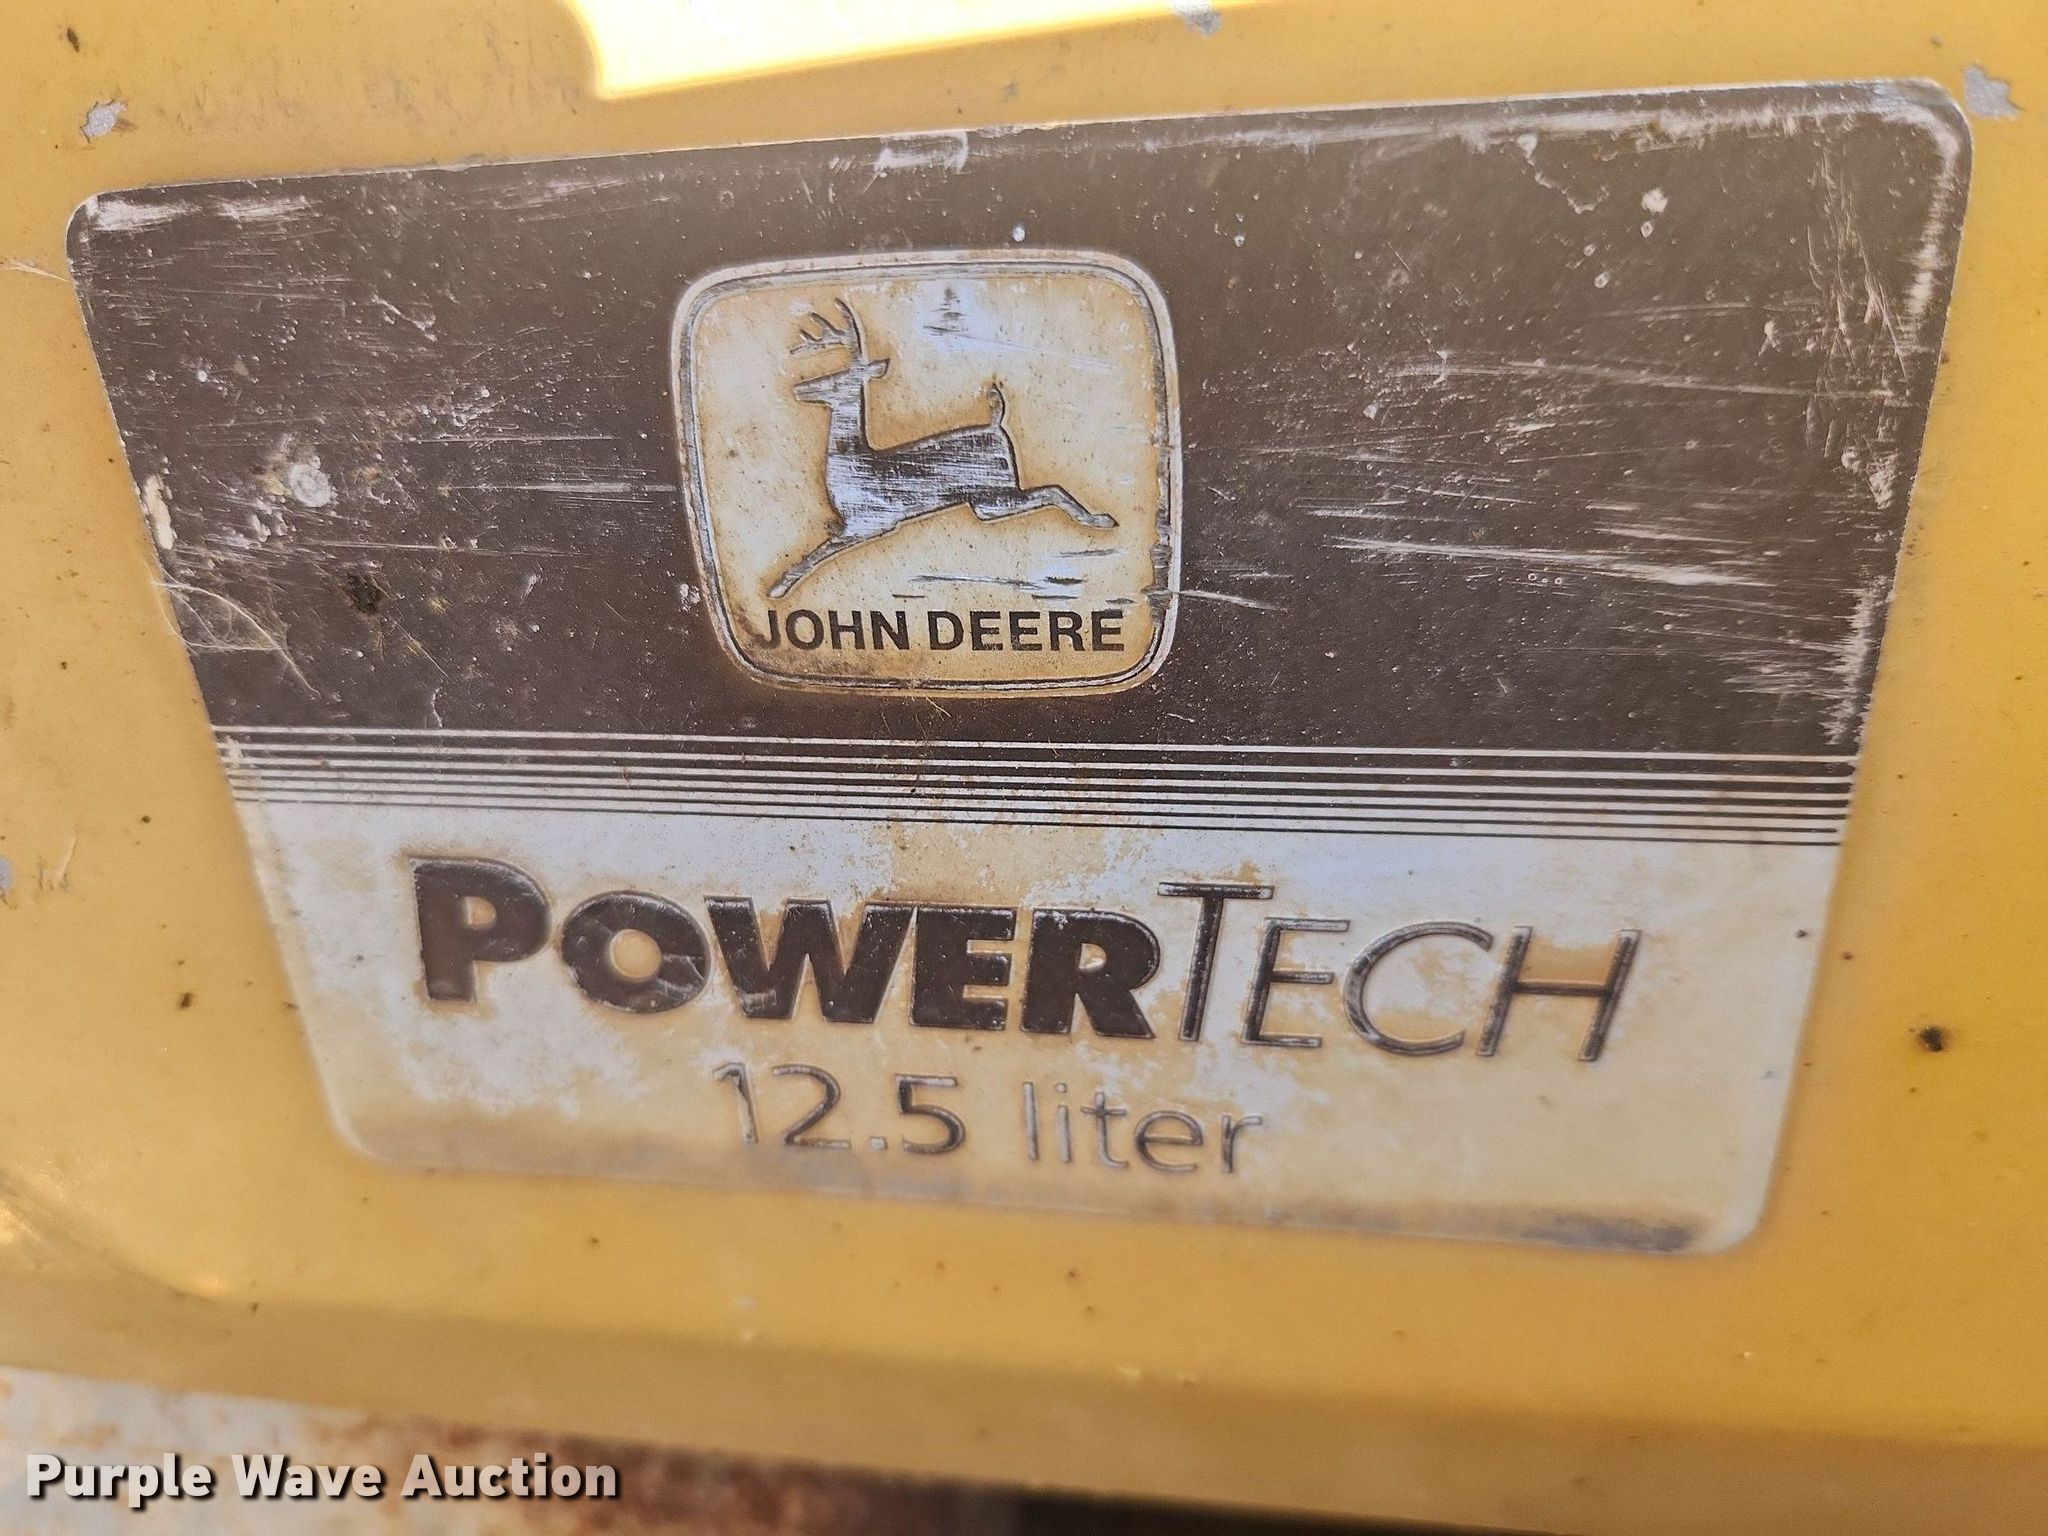 JOHN DEERE
POWERTECH
12.5 liter
Purple Wave Auction